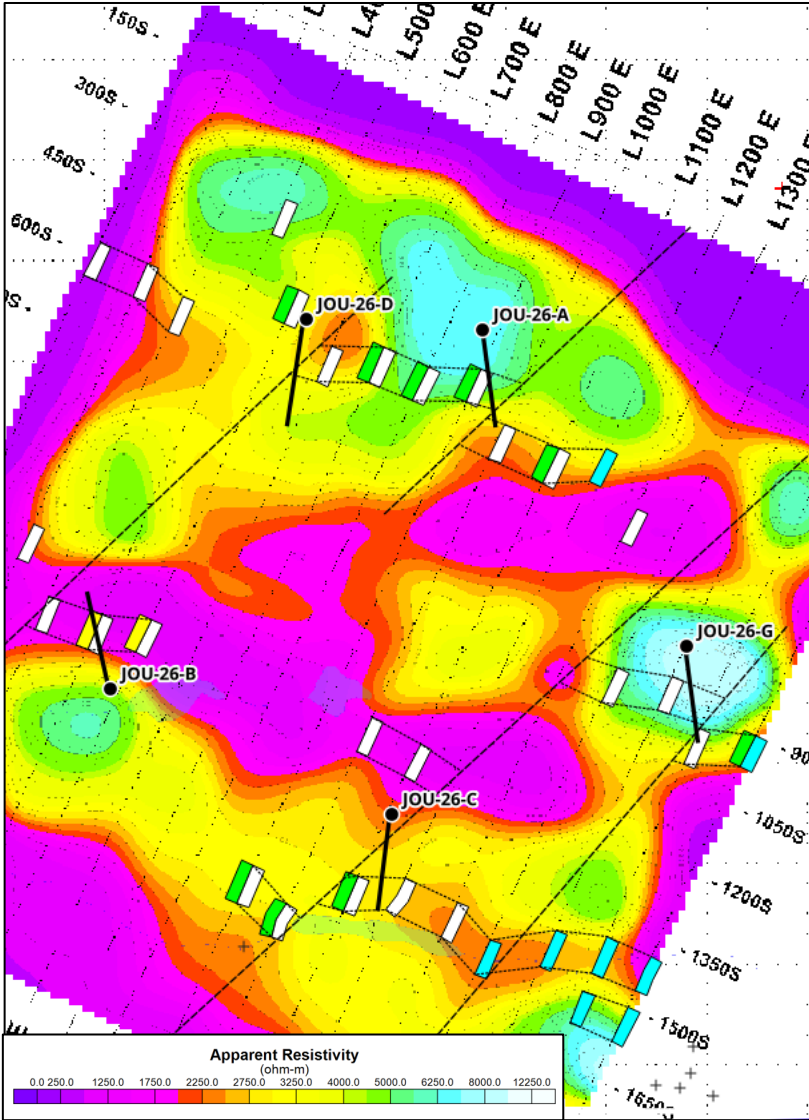 150S -
300S -
450S -
600S -
L500 E
L600 E
L700 E
L800 E
L900 E
L1000 E
L1100 E
L1200 E
L1300 E
JOU-26-D
JOU-26-A
JOU-26-G
JOU-26-B
JOU-26-C
- 1050S
- 1200S
- 1350S
- 1500S
- 1650S
Apparent Resistivity
(ohm-m)
0.0 250.0 1250.0 1750.0 2250.0 2750.0 3250.0 4000.0 5000.0 6250.0 8000.0 12250.0